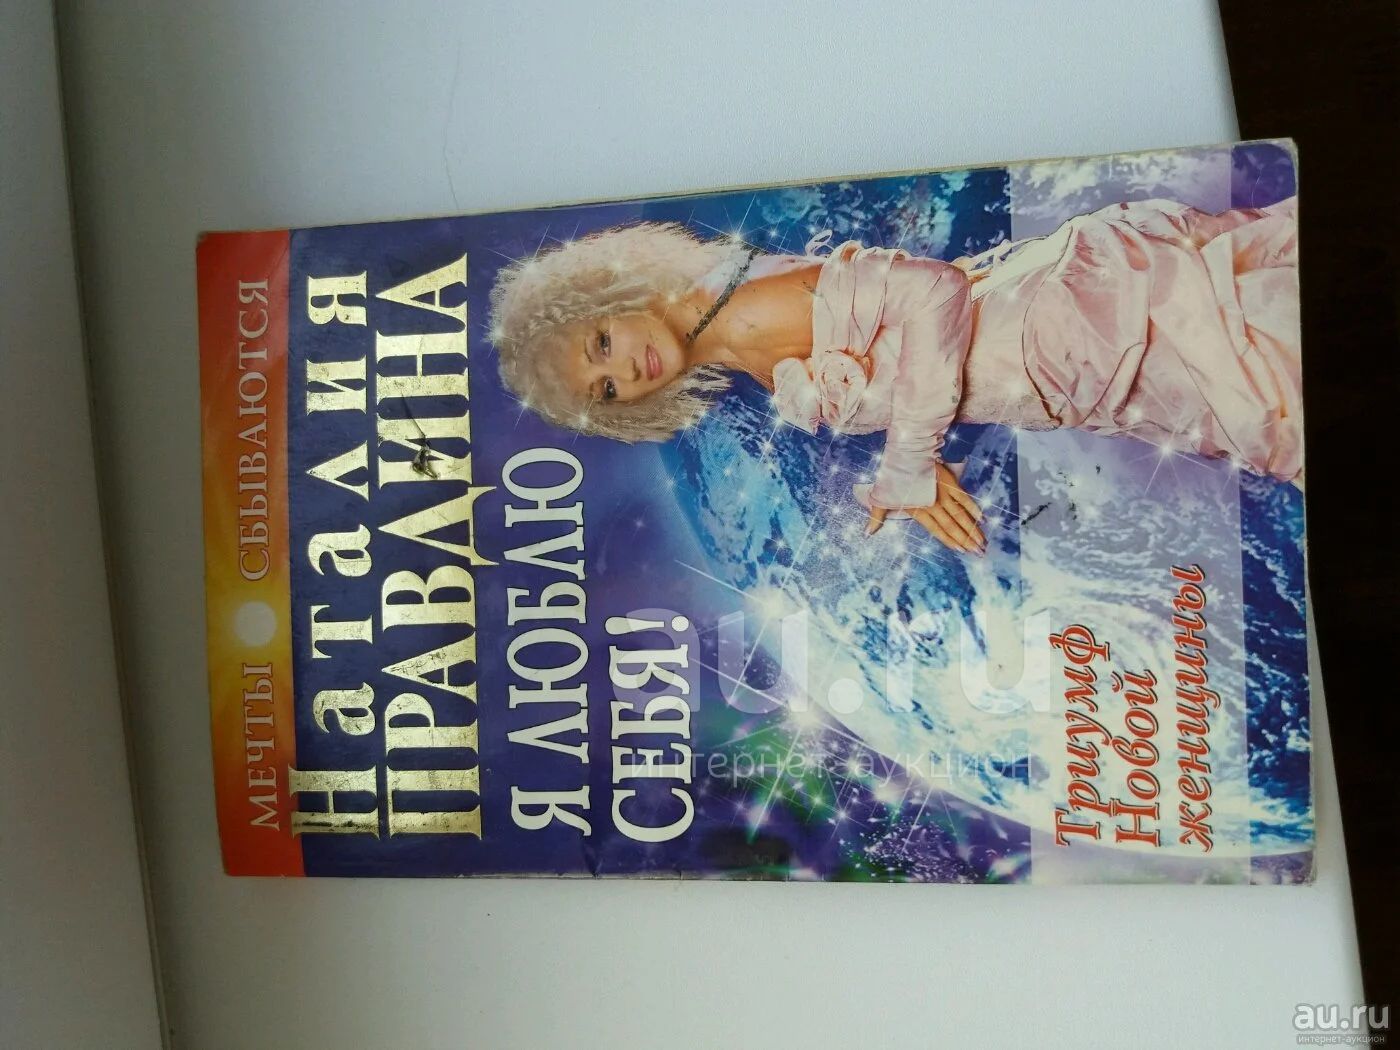 МЕЧТЫ СБЫВАЮТСЯ
Наталия
ПРАВДИНА
Я ЛЮБЛЮ
СЕБЯ!
Триумф
Новой
женщины
au.ru
интернет-аукцион
au.ru
интернет-аукцион